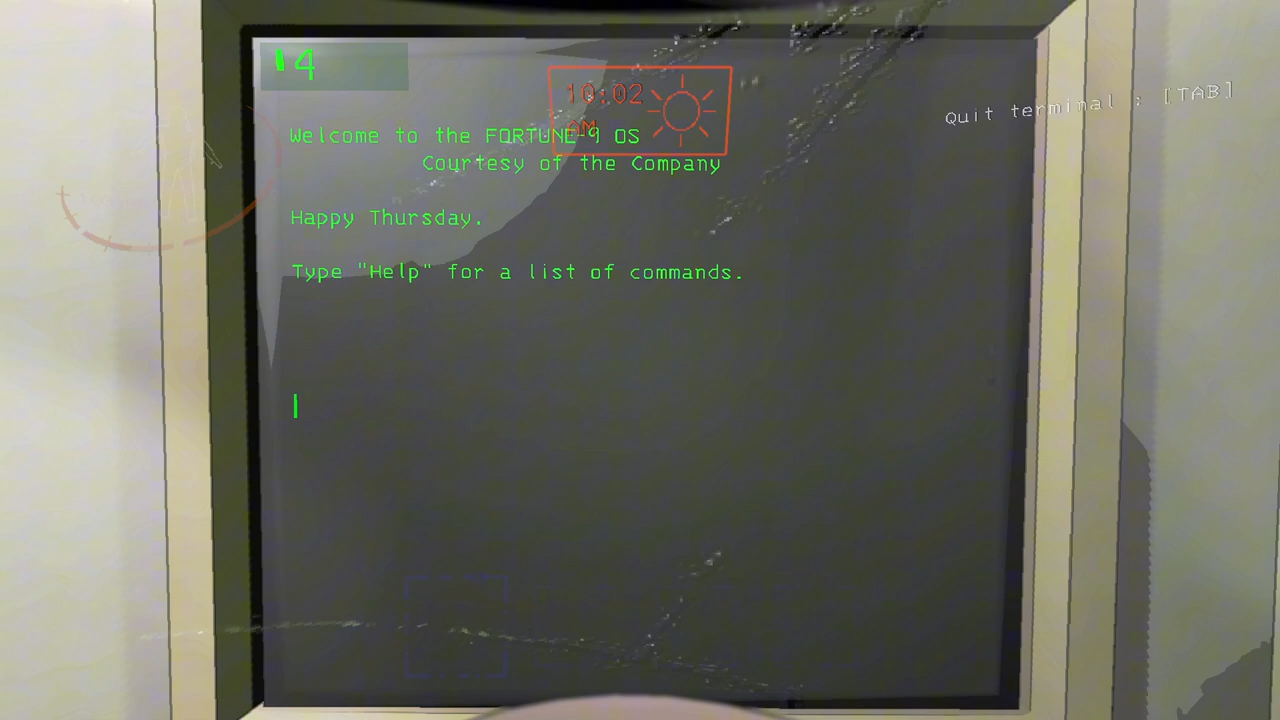 ▮4
10:02
AM
Quit terminal : [TAB]
Welcome to the FORTUNE 9 OS
Courtesy of the Company
Happy Thursday.
Type "Help" for a list of commands.